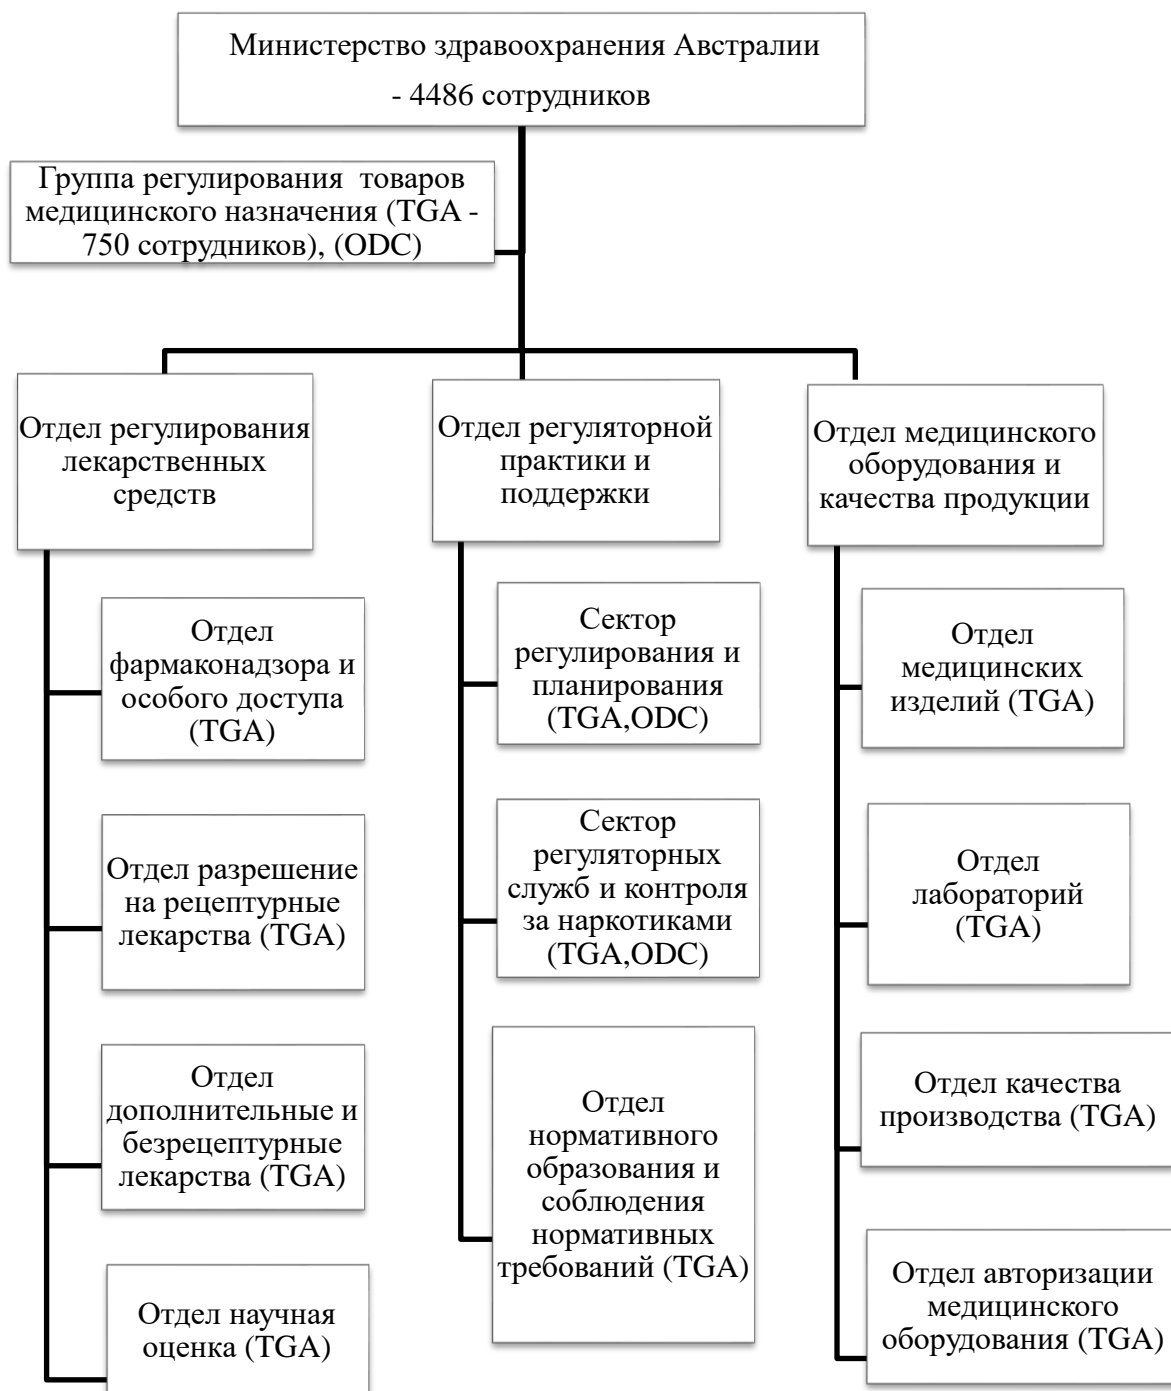 Министерство здравоохранения Австралии
- 4486 сотрудников
Группа регулирования товаров
медицинского назначения (TGA -
750 сотрудников), (ODC)
Отдел регулирования
лекарственных
средств
Отдел фармаконадзора и
особого доступа
(TGA)
Отдел разрешение
на рецептурные
лекарства (TGA)
Отдел
дополнительные и
безрецептурные
лекарства (TGA)
Отдел научная
оценка (TGA)
Отдел регуляторной
практики и
поддержки
Сектор
регулирования и
планирования
(TGA,ODC)
Сектор
регуляторных
служб и контроля
за наркотиками
(TGA,ODC)
Отдел
нормативного
образования и
соблюдения
нормативных
требований (TGA)
Отдел медицинского
оборудования и
качества продукции
Отдел
медицинских
изделий (TGA)
Отдел
лабораторий
(TGA)
Отдел качества
производства (TGA)
Отдел авторизации
медицинского
оборудования (TGA)